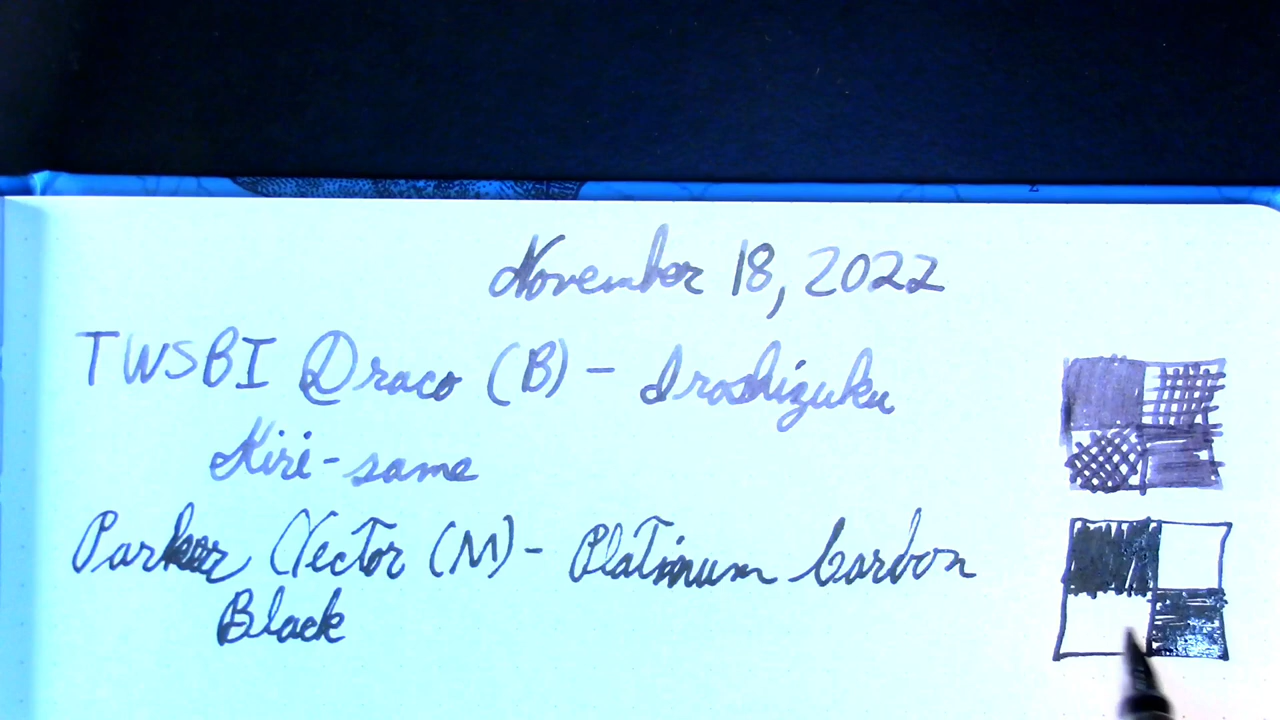 November 18, 2022
TWSBI Draco (B) - Iroshizuku
Kiri-same
Parker Vector (M) - Platinum Carbon
Black